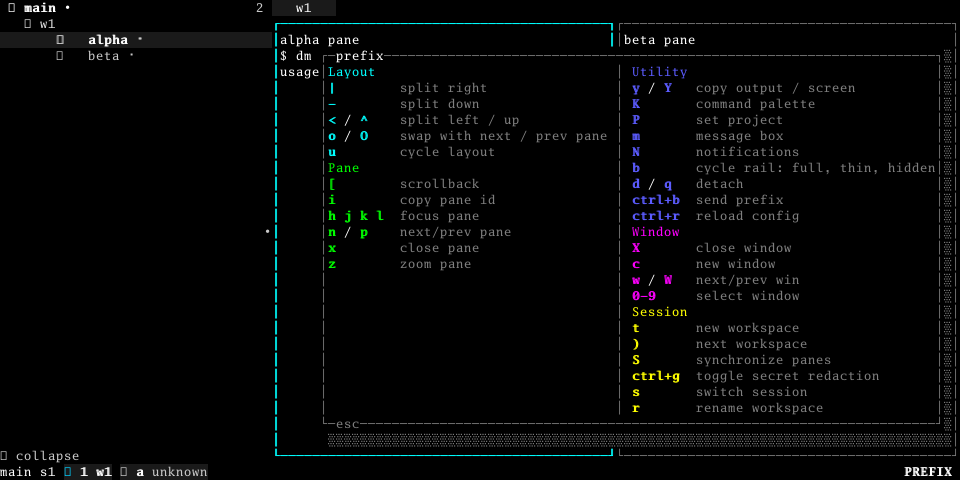 main • 2 w1
w1
alpha •
beta •
alpha pane
beta pane
$ dm
usage
prefix
Layout
| split right
- split down
< / ^ split left / up
o / O swap with next / prev pane
u cycle layout
Pane
[ scrollback
i copy pane id
h j k l focus pane
n / p next/prev pane
x close pane
z zoom pane
Utility
y / Y copy output / screen
K command palette
P set project
m message box
N notifications
b cycle rail: full, thin, hidden
d / q detach
ctrl+b send prefix
ctrl+r reload config
Window
X close window
c new window
w / W next/prev win
0-9 select window
Session
t new workspace
) next workspace
S synchronize panes
ctrl+g toggle secret redaction
s switch session
r rename workspace
esc
collapse
main s1 1 w1 a unknown
PREFIX